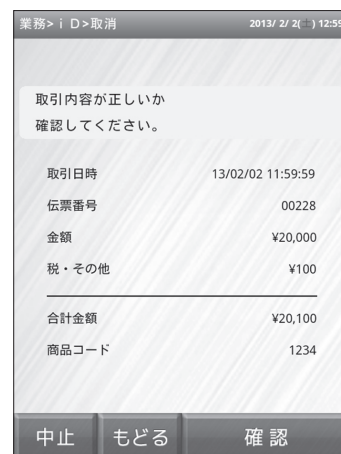 業務>ｉＤ>取消 2013/ 2/ 2(土) 12:59
取引内容が正しいか
確認してください。
取引日時 13/02/02 11:59:59
伝票番号 00228
金額 ¥20,000
税・その他 ¥100
合計金額 ¥20,100
商品コード 1234
中止 もどる 確認